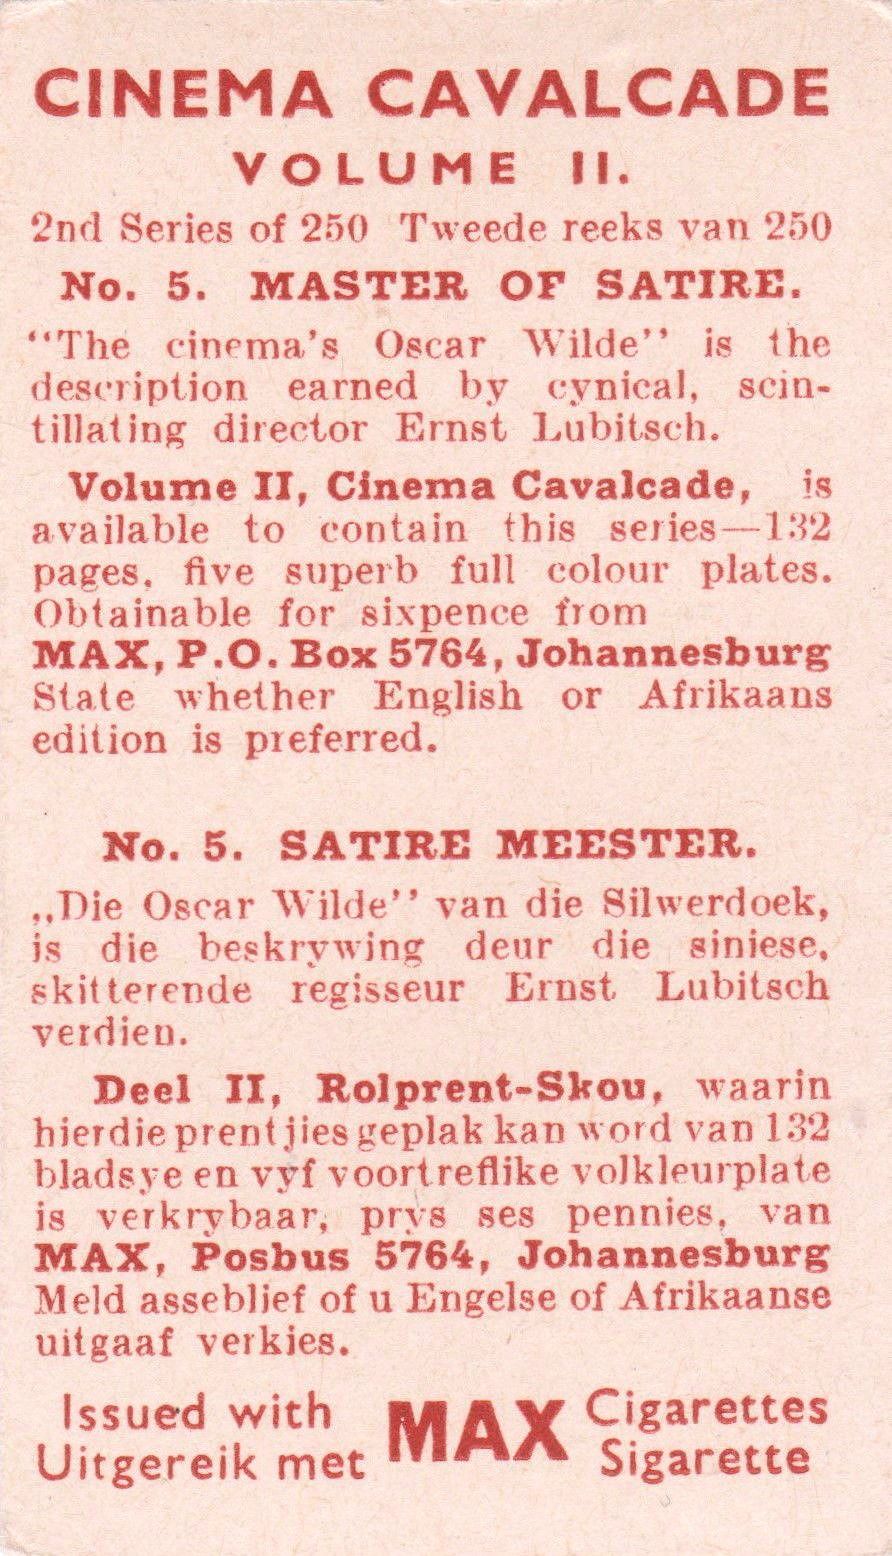 CINEMA CAVALCADE
VOLUME II.
2nd Series of 250 Tweede reeks van 250
No. 5. MASTER OF SATIRE.
“The cinema's Oscar Wilde” is the
description earned by cynical, scin-
tillating director Ernst Lubitsch.
Volume II, Cinema Cavalcade, is
available to contain this series—132
pages, five superb full colour plates.
Obtainable for sixpence from
MAX, P.O. Box 5764, Johannesburg
State whether English or Afrikaans
edition is preferred.
No. 5. SATIRE MEESTER.
„Die Oscar Wilde’’ van die Silwerdoek,
is die beskrywing deur die siniese,
skitterende regisseur Ernst Lubitsch
verdien.
Deel II, Rolprent-Skou, waarin
hierdie prentjies geplak kan word van 132
bladsye en vyf voortreflike volkleurplate
is verkrybaar, prys ses pennies, van
MAX, Posbus 5764, Johannesburg
Meld asseblief of u Engelse of Afrikaanse
uitgaaf verkies.
Issued with MAX Cigarettes
Uitgereik met Sigarette